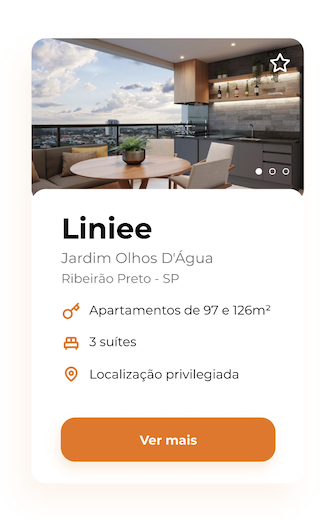 Liniee
Jardim Olhos D'Água
Ribeirão Preto - SP
Apartamentos de 97 e 126m²
3 suítes
Localização privilegiada
Ver mais